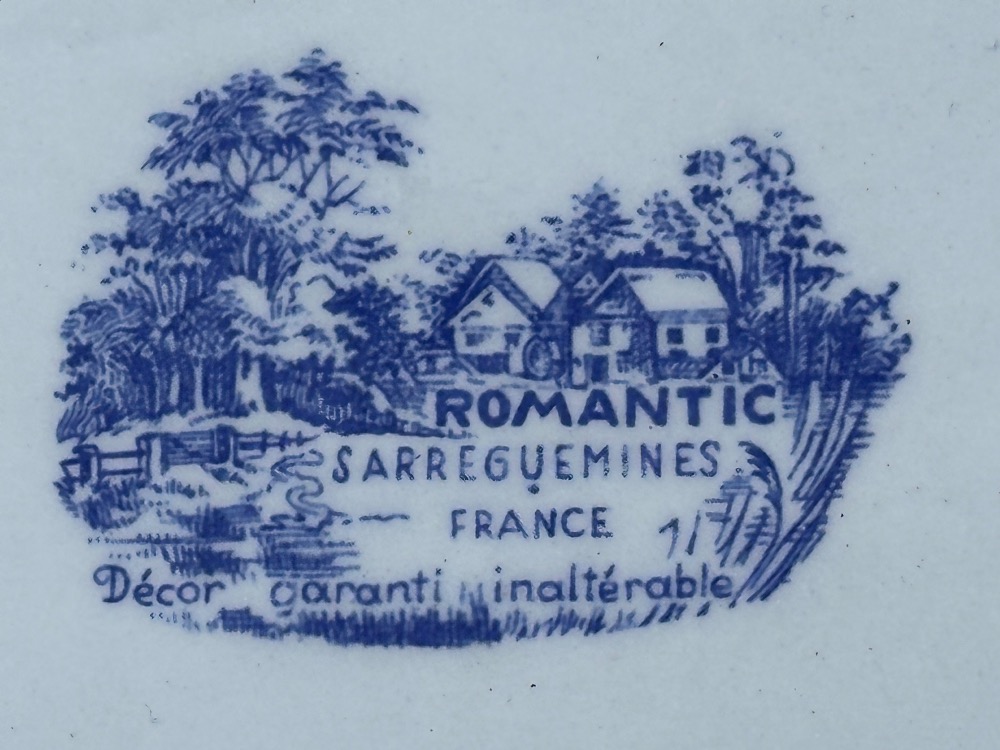 ROMANTIC
SARREGUEMINES
FRANCE
Décor garanti inaltérable